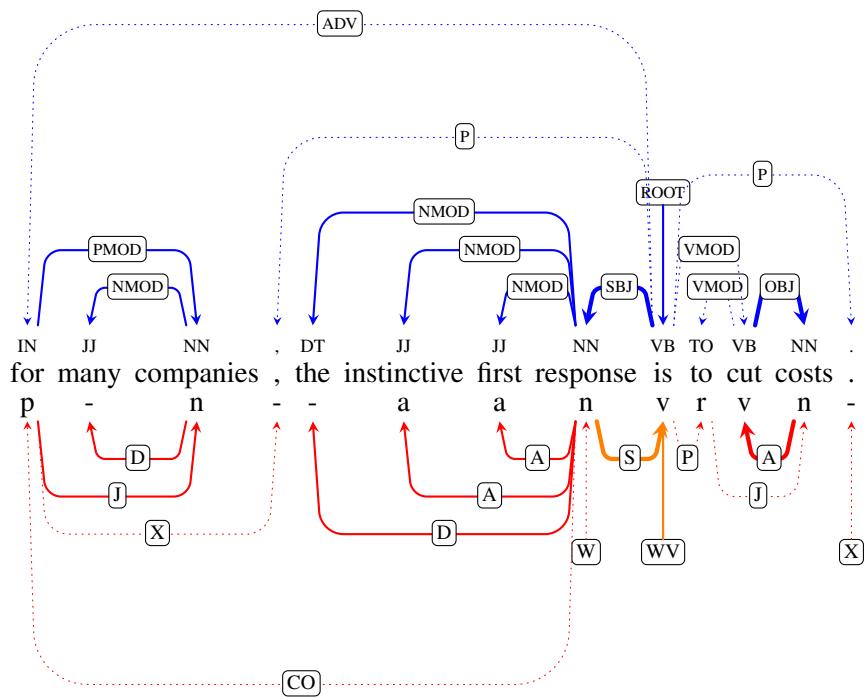 ADV
P
P
ROOT
NMOD
PMOD NMOD VMOD
NMOD NMOD SBJ VMOD OBJ
IN JJ NN , DT JJ JJ NN VB TO VB NN .
for many companies , the instinctive first response is to cut costs .
p - n - - a a n v r v n -
D A S P A
J A J
X D
W WV X
CO